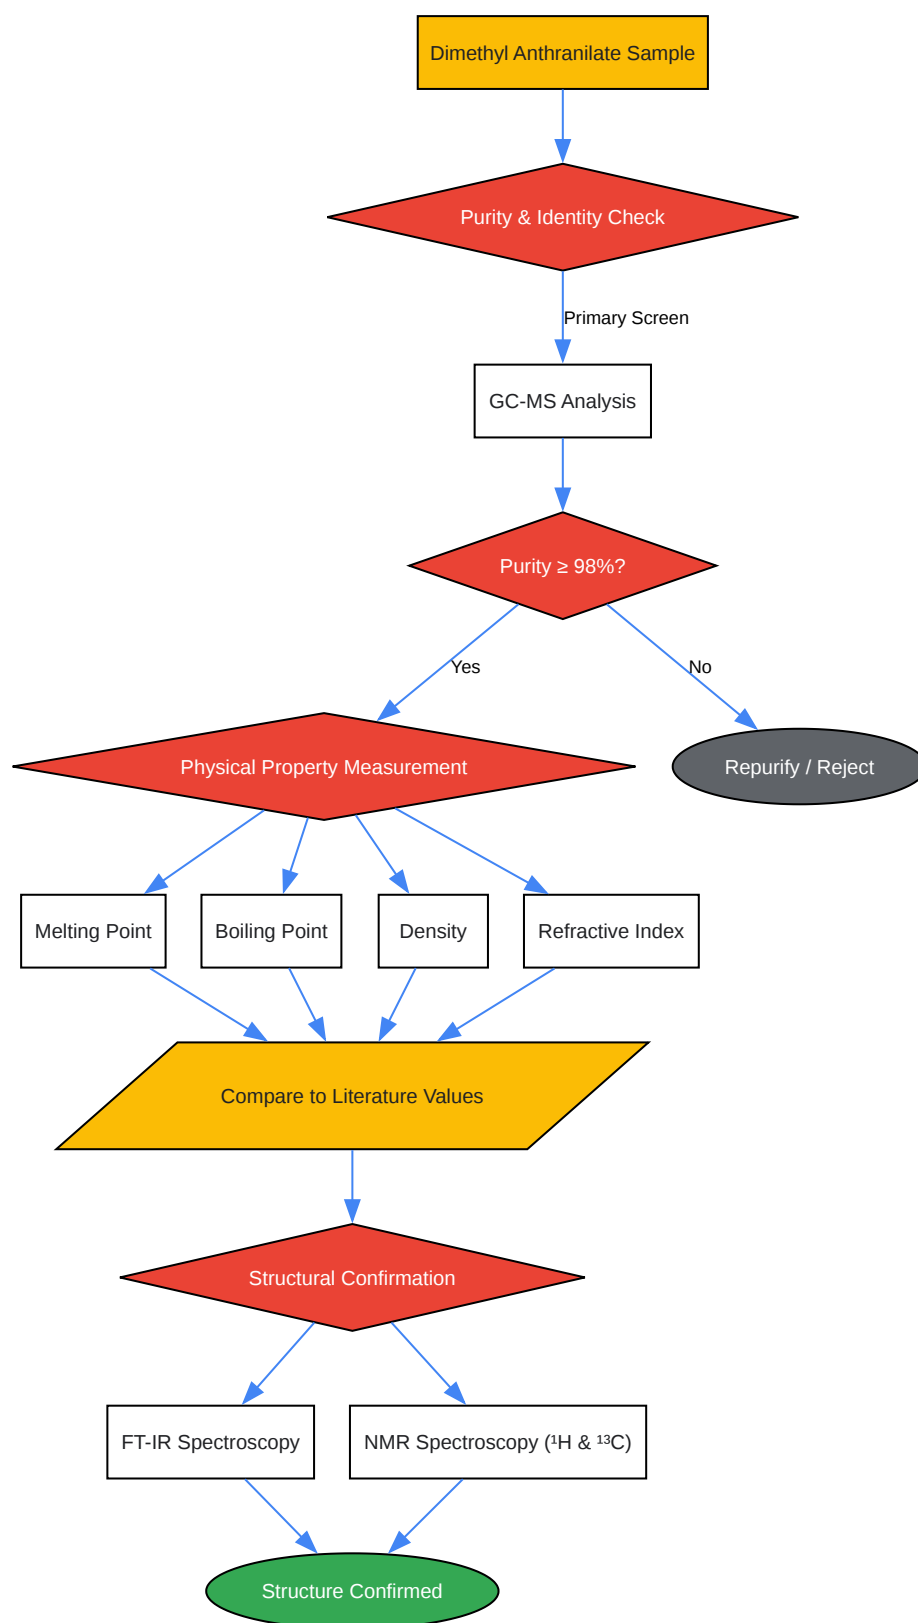 Dimethyl Anthranilate Sample
Purity & Identity Check
Primary Screen
GC-MS Analysis
Purity ≥ 98%?
Yes
No
Physical Property Measurement
Repurify / Reject
Melting Point
Boiling Point
Density
Refractive Index
Compare to Literature Values
Structural Confirmation
FT-IR Spectroscopy
NMR Spectroscopy (¹H & ¹³C)
Structure Confirmed